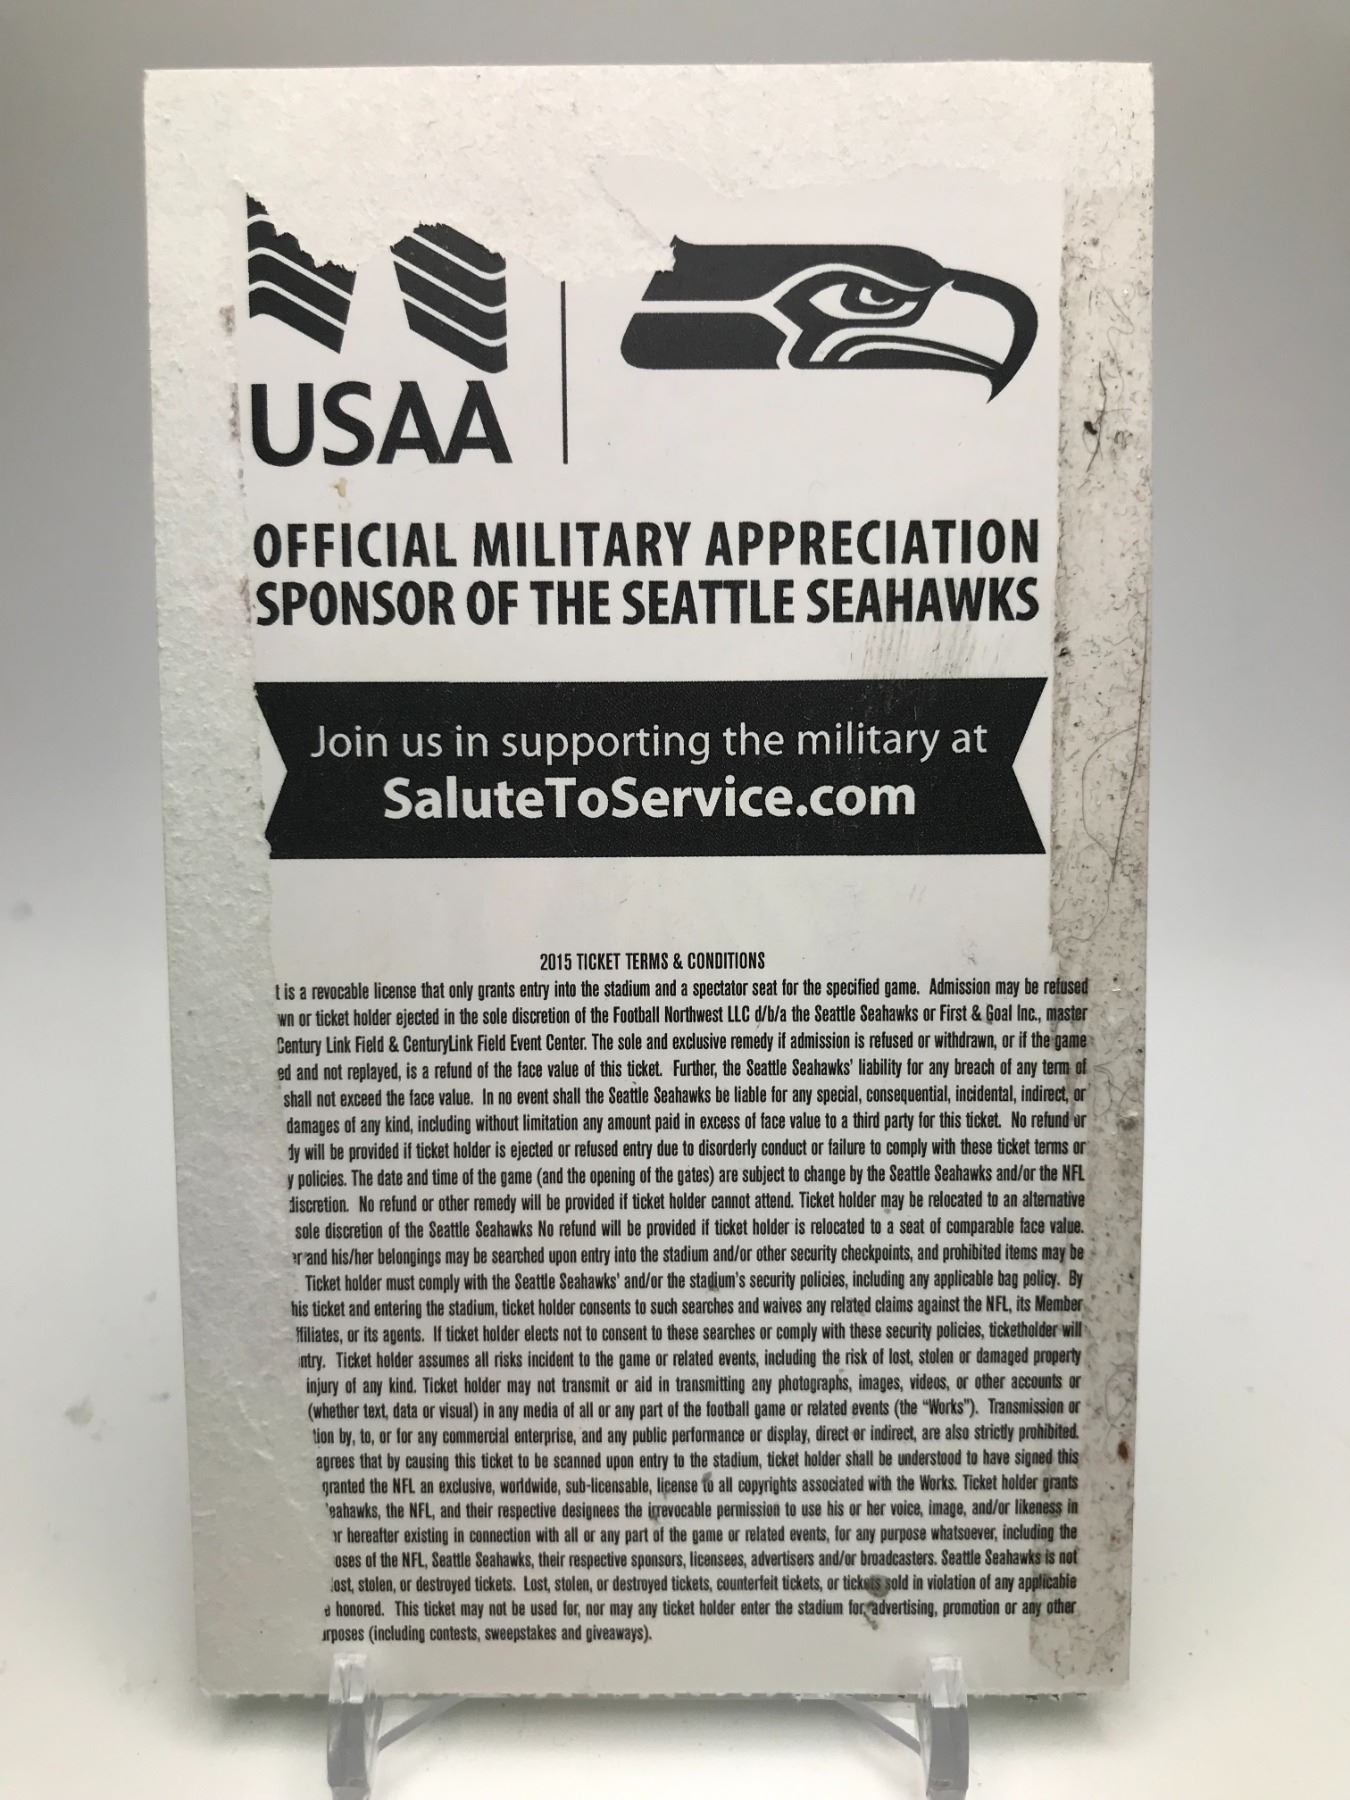 USAA
OFFICIAL MILITARY APPRECIATION
SPONSOR OF THE SEATTLE SEAHAWKS
Join us in supporting the military at
SaluteToService.com
2015 TICKET TERMS & CONDITIONS
t is a revocable license that only grants entry into the stadium and a spectator seat for the specified game. Admission may be refused
wn or ticket holder ejected in the sole discretion of the Football Northwest LLC d/b/a the Seattle Seahawks or First & Goal Inc., master
Century Link Field & CenturyLink Field Event Center. The sole and exclusive remedy if admission is refused or withdrawn, or if the game
ed and not replayed, is a refund of the face value of this ticket. Further, the Seattle Seahawks' liability for any breach of any term of
shall not exceed the face value. In no event shall the Seattle Seahawks be liable for any special, consequential, incidental, indirect, or
damages of any kind, including without limitation any amount paid in excess of face value to a third party for this ticket. No refund or
dy will be provided if ticket holder is ejected or refused entry due to disorderly conduct or failure to comply with these ticket terms or
y policies. The date and time of the game (and the opening of the gates) are subject to change by the Seattle Seahawks and/or the NFL
discretion. No refund or other remedy will be provided if ticket holder cannot attend. Ticket holder may be relocated to an alternative
sole discretion of the Seattle Seahawks No refund will be provided if ticket holder is relocated to a seat of comparable face value.
er and his/her belongings may be searched upon entry into the stadium and/or other security checkpoints, and prohibited items may be
Ticket holder must comply with the Seattle Seahawks' and/or the stadium's security policies, including any applicable bag policy. By
his ticket and entering the stadium, ticket holder consents to such searches and waives any related claims against the NFL, its Member
ffiliates, or its agents. If ticket holder elects not to consent to these searches or comply with these security policies, ticketholder will
ntry. Ticket holder assumes all risks incident to the game or related events, including the risk of lost, stolen or damaged property
injury of any kind. Ticket holder may not transmit or aid in transmitting any photographs, images, videos, or other accounts or
(whether text, data or visual) in any media of all or any part of the football game or related events (the "Works"). Transmission or
tion by, to, or for any commercial enterprise, and any public performance or display, direct or indirect, are also strictly prohibited.
agrees that by causing this ticket to be scanned upon entry to the stadium, ticket holder shall be understood to have signed this
granted the NFL an exclusive, worldwide, sub-licensable, license to all copyrights associated with the Works. Ticket holder grants
eahawks, the NFL, and their respective designees the irrevocable permission to use his or her voice, image, and/or likeness in
or hereafter existing in connection with all or any part of the game or related events, for any purpose whatsoever, including the
oses of the NFL, Seattle Seahawks, their respective sponsors, licensees, advertisers and/or broadcasters. Seattle Seahawks is not
lost, stolen, or destroyed tickets. Lost, stolen, or destroyed tickets, counterfeit tickets, or tickets sold in violation of any applicable
e honored. This ticket may not be used for, nor may any ticket holder enter the stadium for, advertising, promotion or any other
urposes (including contests, sweepstakes and giveaways).